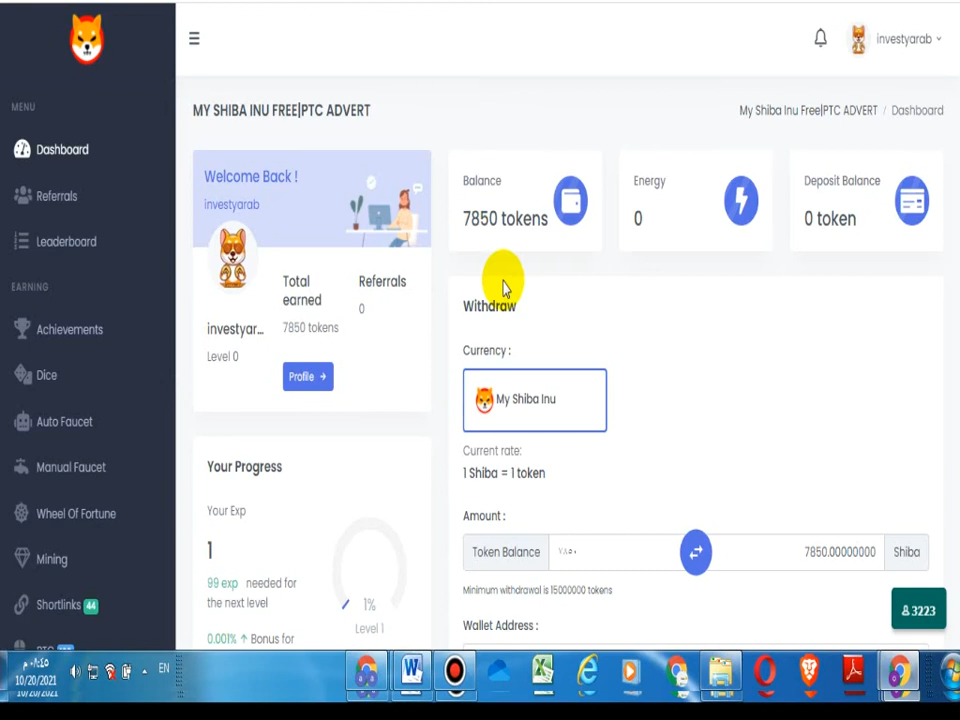 investyarab
MENU
Dashboard
Referrals
Leaderboard
EARNING
Achievements
Dice
Auto Faucet
Manual Faucet
Wheel Of Fortune
Mining
Shortlinks 44
MY SHIBA INU FREE|PTC ADVERT
My Shiba Inu Free|PTC ADVERT / Dashboard
Welcome Back !
investyarab
investyar...
Level 0
Total earned
7850 tokens
Referrals
0
Profile →
Balance
7850 tokens
Energy
0
Deposit Balance
0 token
Your Progress
Your Exp
1
99 exp needed for
the next level
0.001% ↑ Bonus for
1%
Level 1
Withdraw
Currency :
My Shiba Inu
Current rate:
1 Shiba = 1 token
Amount :
Token Balance ٧٨٥٠ 7850.00000000 Shiba
Minimum withdrawal is 15000000 tokens
Wallet Address :
3223
٠٨:٤٥ م
10/20/2021
EN